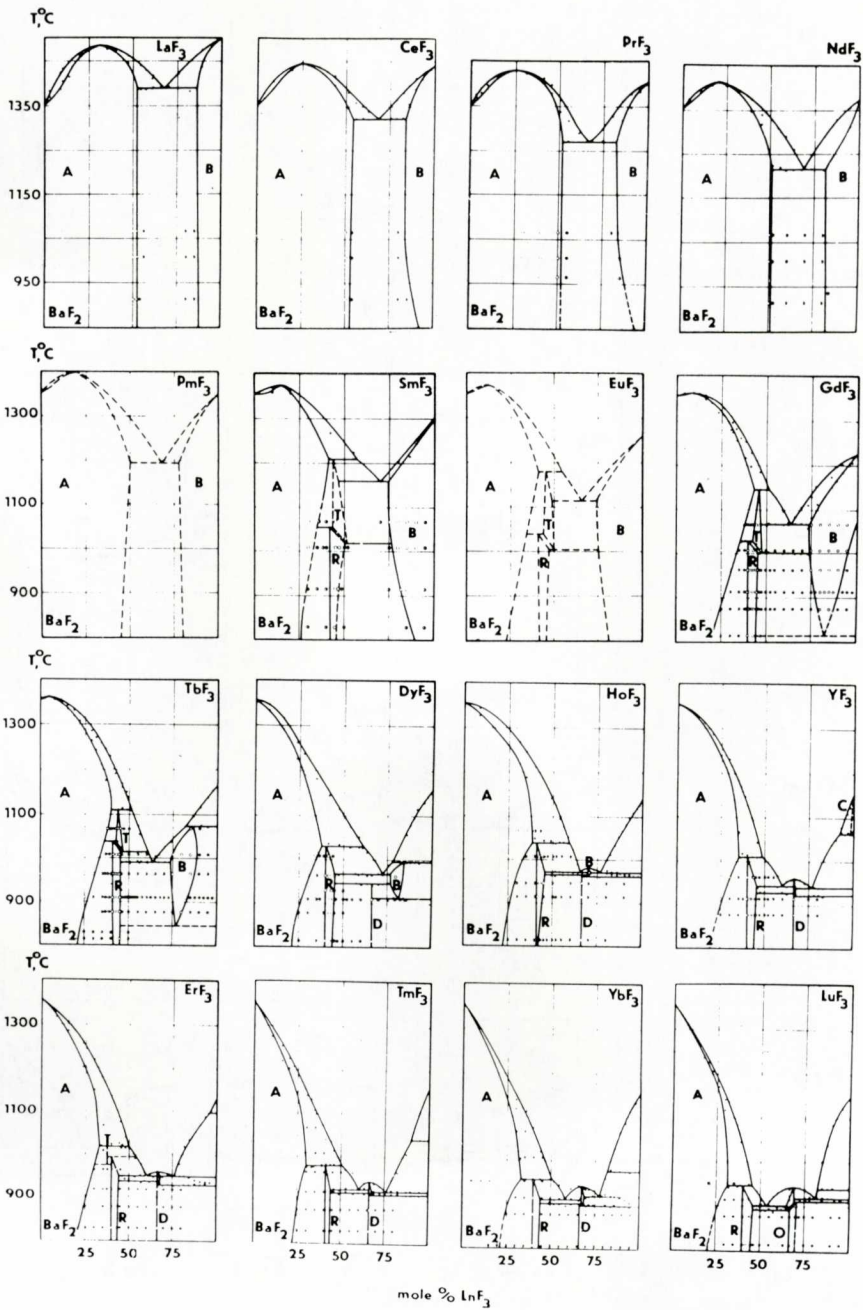 T,°C
LaF3 CeF3 PrF3 NdF3
1350
1150
950
A B A B A B A B
BaF2 BaF2 BaF2 BaF2
T,°C
PmF3 SmF3 EuF3 GdF3
1300
1100
900
A B A T R B A T R B A T R B
BaF2 BaF2 BaF2 BaF2
T,°C
TbF3 DyF3 HoF3 YF3
1300
1100
900
A T R B A R D B A R B D A R D C
BaF2 BaF2 BaF2 BaF2
T,°C
ErF3 TmF3 YbF3 LuF3
1300
1100
900
A T R D A R D A R D A R O
BaF2 BaF2 BaF2 BaF2
25 50 75 25 50 75 25 50 75 25 50 75
mole % LnF3